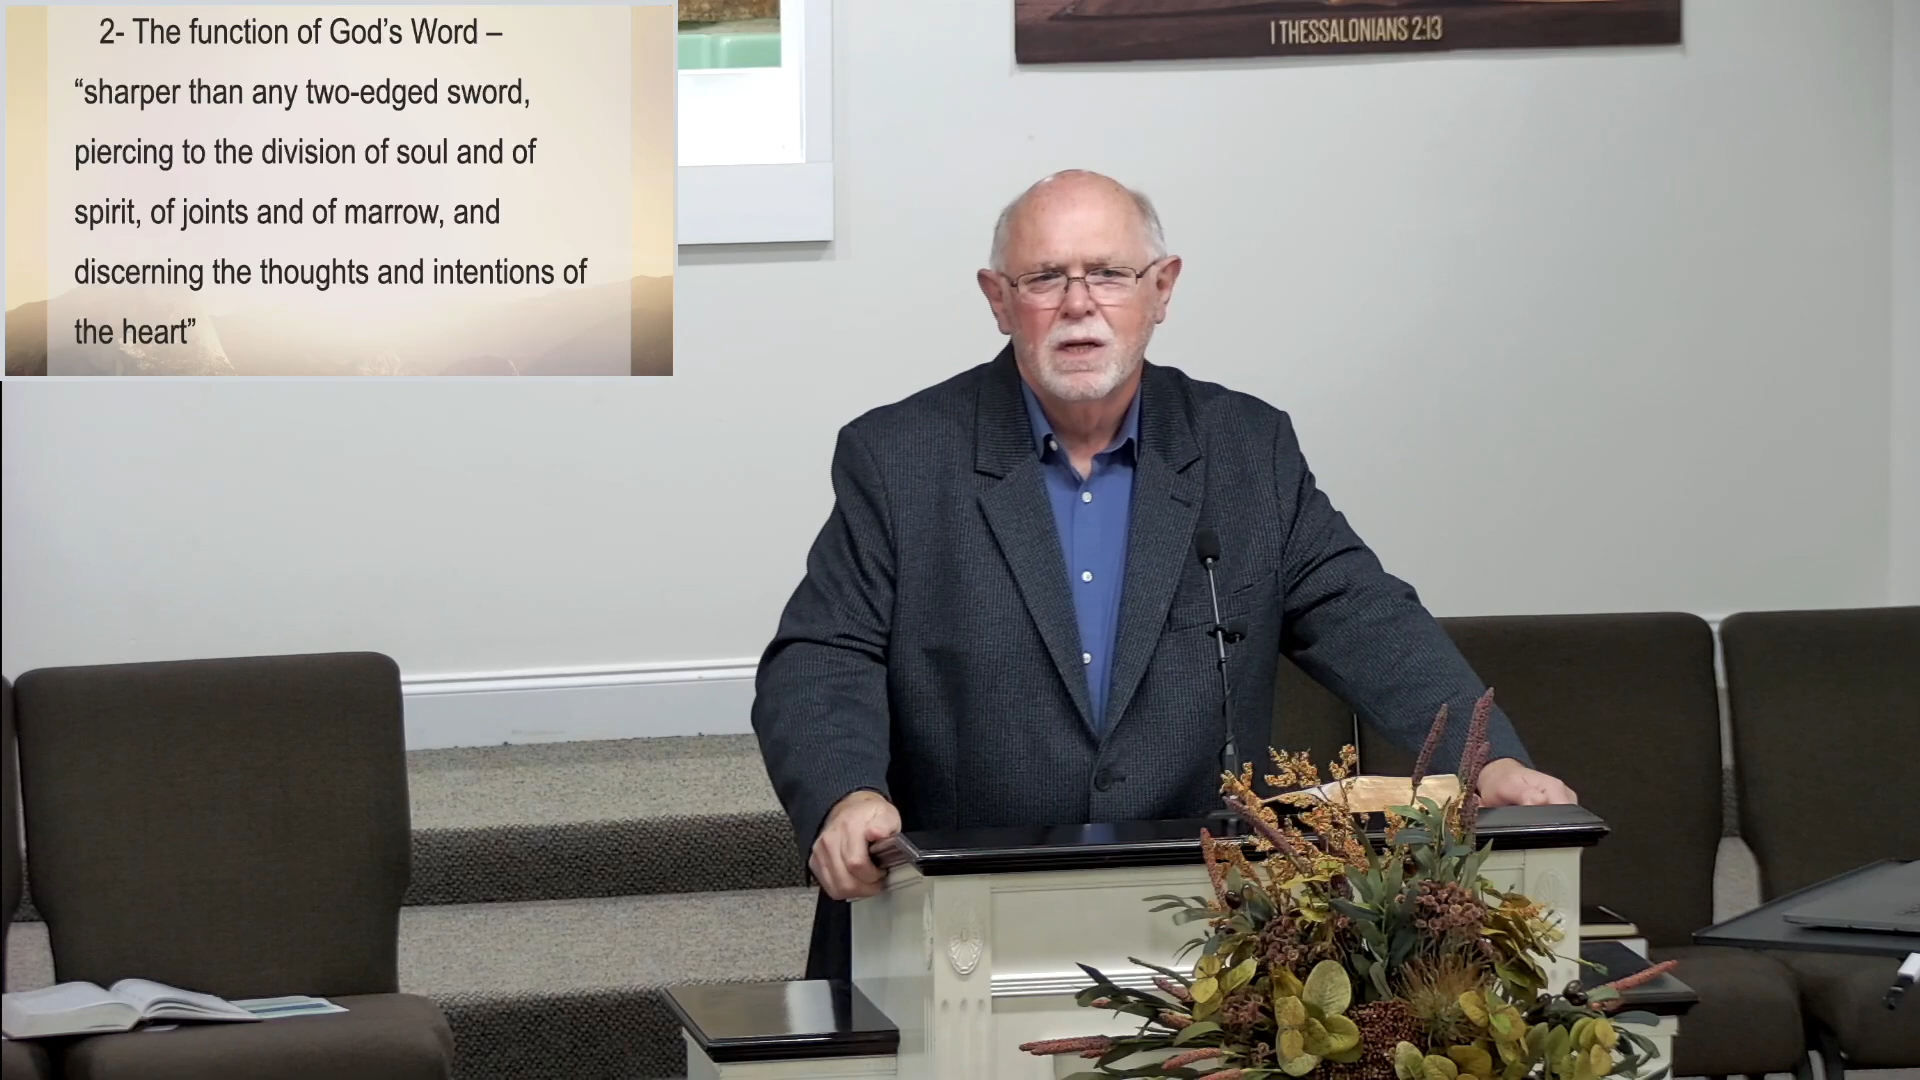 2- The function of God’s Word –
“sharper than any two-edged sword,
piercing to the division of soul and of
spirit, of joints and of marrow, and
discerning the thoughts and intentions of
the heart”
I THESSALONIANS 2:13